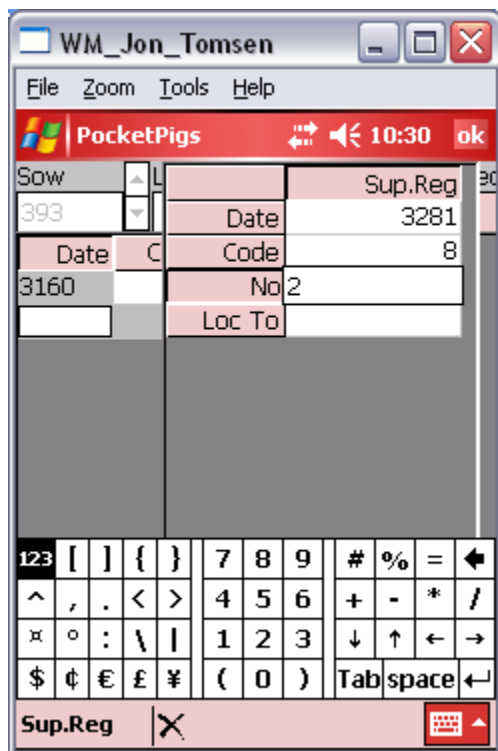 WM_Jon_Tomsen
File Zoom Tools Help
PocketPigs 10:30 ok
Sow L Sup.Reg
393 Date 3281
Date C Code 8
3160 No 2
Loc To
123 [ ] { } 7 8 9 # % = ←
^ , . < > 4 5 6 + - * /
¤ º : \ | 1 2 3 ↓ ↑ ← →
$ ¢ € £ ¥ ( 0 ) Tab space ↵
Sup.Reg